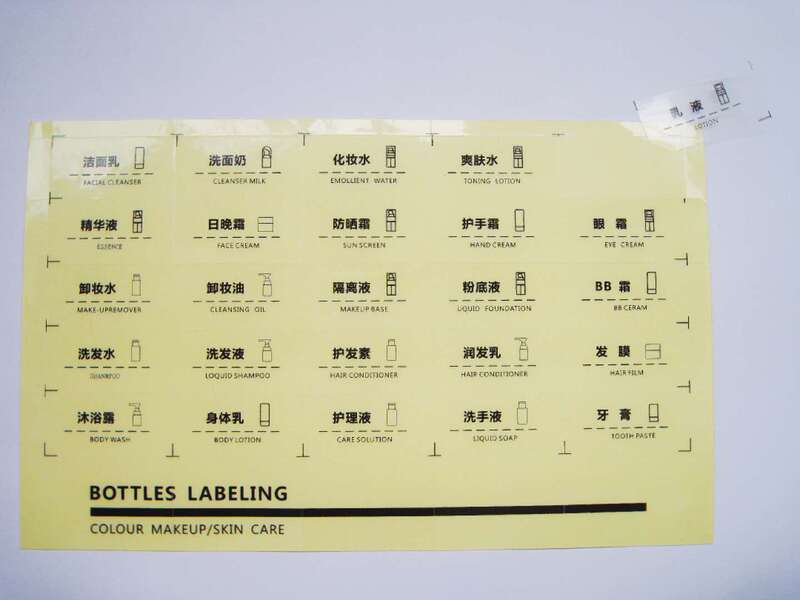 乳 液
LOTION
洁面乳
FACIAL CLEANSER
洗面奶
CLEANSER MILK
化妆水
EMOLLIENT WATER
爽肤水
TONING LOTION
精华液
ESSENCE
日晚霜
FACE CREAM
防晒霜
SUN SCREEN
护手霜
HAND CREAM
眼 霜
EYE CREAM
卸妆水
MAKE-UPREMOVER
卸妆油
CLEANSING OIL
隔离液
MAKEUP BASE
粉底液
LIQUID FOUNDATION
BB 霜
BB CERAM
洗发水
SHANPOO
洗发液
LOQUID SHAMPOO
护发素
HAIR CONDITIONER
润发乳
HAIR CONDITIONER
发 膜
HAIR FILM
沐浴露
BODY WASH
身体乳
BODY LOTION
护理液
CARE SOLUTION
洗手液
LIQUID SOAP
牙 膏
TOOTH PASTE
BOTTLES LABELING
COLOUR MAKEUP/SKIN CARE